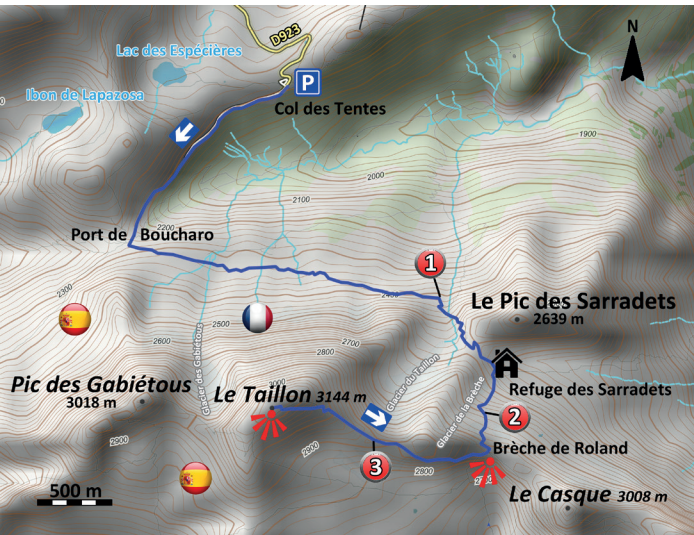 D923
N
Lac des Espécières
P
Ibon de Lapazosa
Col des Tentes
1900
2000
2100
2200
Port de Boucharo
1
2300
2400
Le Pic des Sarradets
2639 m
2500
2600
2700
2800
Glacier des Gabiétous
Glacier du Taillon
Glacier de la Brèche
Refuge des Sarradets
Pic des Gabiétous
3018 m
3000
Le Taillon 3144 m
2
2900
2900
3
Brèche de Roland
2800
500 m
Le Casque 3008 m